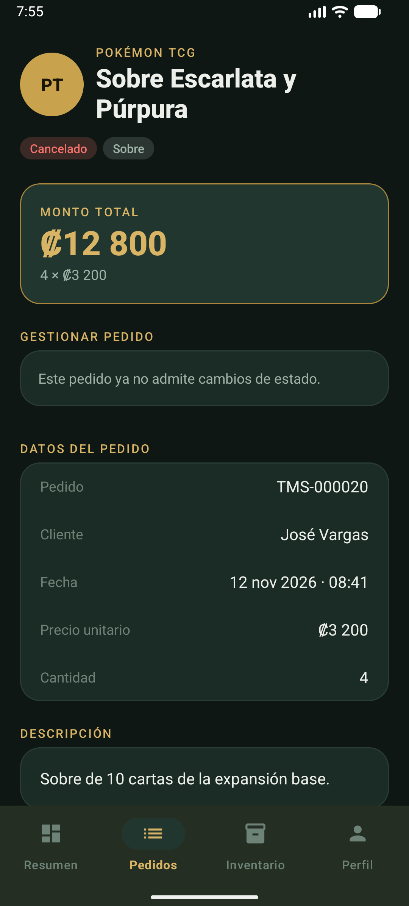 7:55
POKÉMON TCG
PT
Sobre Escarlata y
Púrpura
Cancelado
Sobre
MONTO TOTAL
₡12 800
4 × ₡3 200
GESTIONAR PEDIDO
Este pedido ya no admite cambios de estado.
DATOS DEL PEDIDO
Pedido TMS-000020
Cliente José Vargas
Fecha 12 nov 2026 · 08:41
Precio unitario ₡3 200
Cantidad 4
DESCRIPCIÓN
Sobre de 10 cartas de la expansión base.
Resumen Pedidos Inventario Perfil